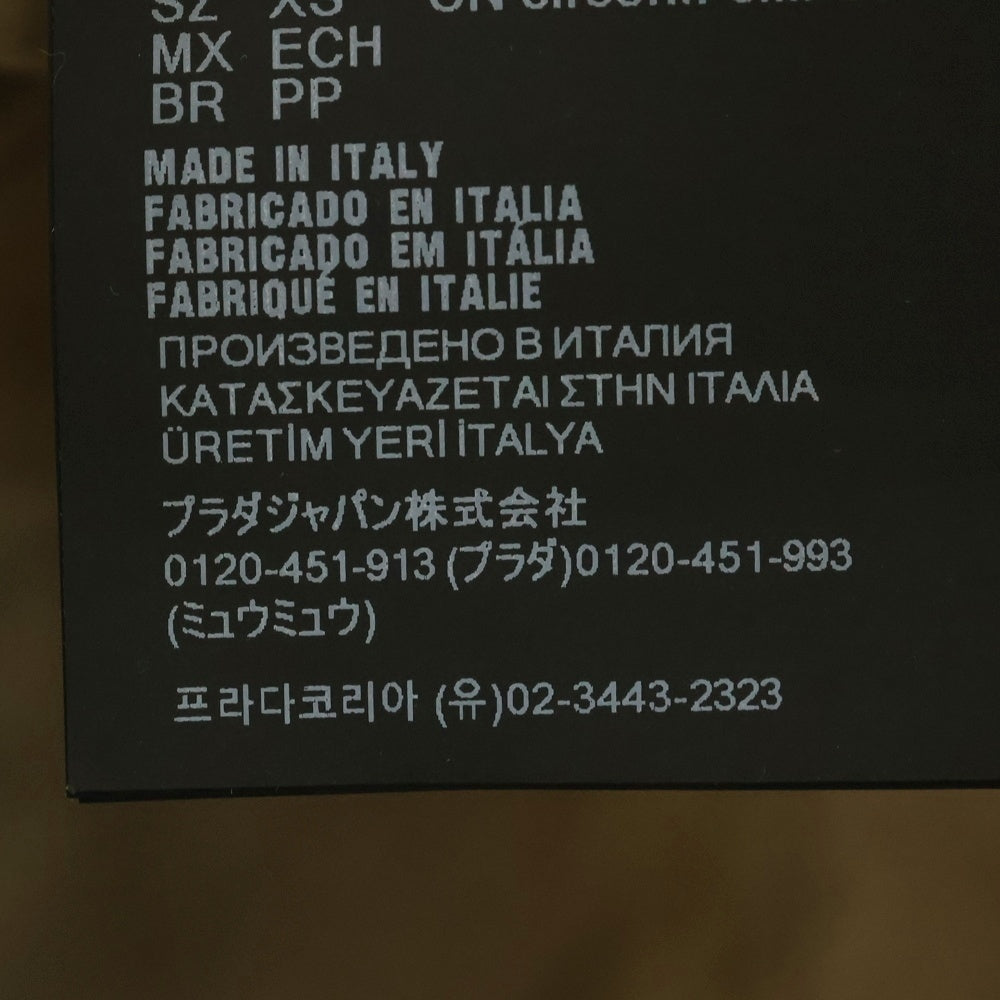 SZ XS
MX ECH
BR PP
MADE IN ITALY
FABRICADO EN ITALIA
FABRICADO EM ITÁLIA
FABRIQUÉ EN ITALIE
ПРОИЗВЕДЕНО В ИТАЛИЯ
ΚΑΤΑΣΚΕΥΑΖΕΤΑΙ ΣΤΗΝ ΙΤΑΛΙΑ
ÜRETİM YERİ İTALYA
プラダジャパン株式会社
0120-451-913 (プラダ)0120-451-993
(ミュウミュウ)
프라다코리아 (유)02-3443-2323